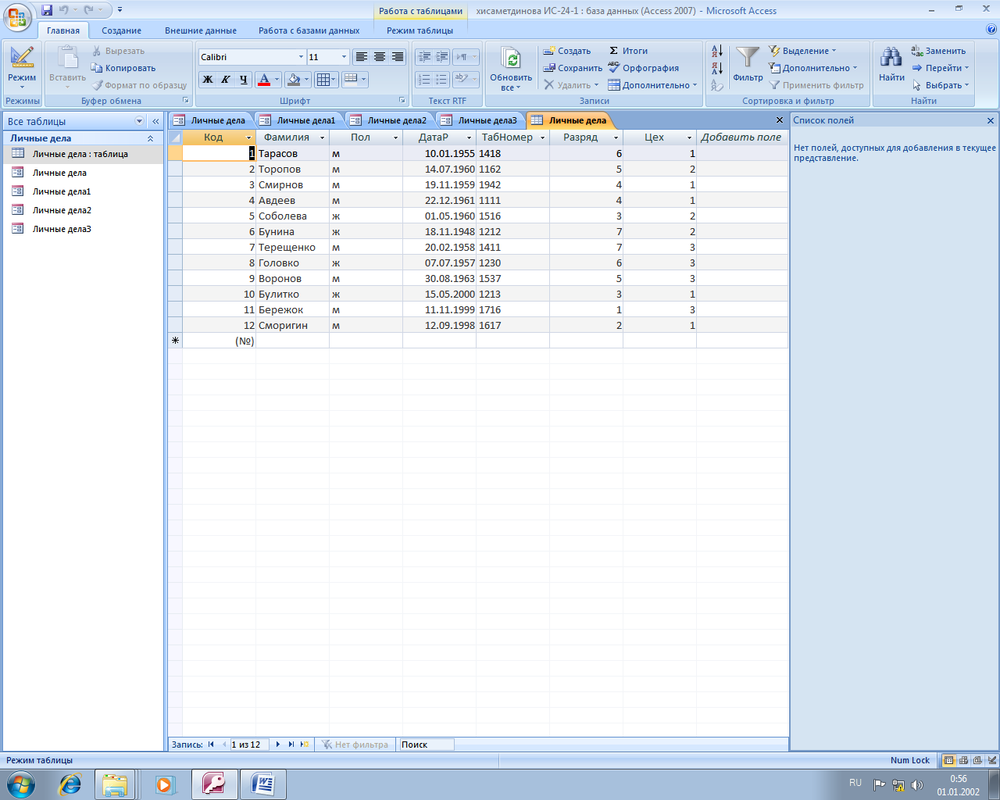 Работа с таблицами хисаметдинова ИС-24-1 : база данных (Access 2007) - Microsoft Access
Главная Создание Внешние данные Работа с базами данных Режим таблицы
Режим
Режимы
Вставить
Вырезать
Копировать
Формат по образцу
Буфер обмена
Calibri 11
Ж К Ч А
Шрифт
Текст RTF
Обновить все
Создать
Сохранить
Удалить
Σ Итоги
Орфография
Дополнительно
Записи
Фильтр
Выделение
Дополнительно
Применить фильтр
Сортировка и фильтр
Найти
Заменить
Перейти
Выбрать
Найти
Все таблицы
Личные дела
Личные дела : таблица
Личные дела
Личные дела1
Личные дела2
Личные дела3
Личные дела Личные дела1 Личные дела2 Личные дела3 Личные дела
Код Фамилия Пол ДатаР ТабНомер Разряд Цех Добавить поле
1 Тарасов м 10.01.1955 1418 6 1
2 Торопов м 14.07.1960 1162 5 2
3 Смирнов м 19.11.1959 1942 4 1
4 Авдеев м 22.12.1961 1111 4 1
5 Соболева ж 01.05.1960 1516 3 2
6 Бунина ж 18.11.1948 1212 7 2
7 Терещенко м 20.02.1958 1411 7 3
8 Головко ж 07.07.1957 1230 6 3
9 Воронов м 30.08.1963 1537 5 3
10 Булитко ж 15.05.2000 1213 3 1
11 Бережок м 11.11.1999 1716 1 3
12 Сморигин м 12.09.1998 1617 2 1
(№)
Список полей
Нет полей, доступных для добавления в текущее
представление.
Запись: 1 из 12 Нет фильтра Поиск
Режим таблицы Num Lock
RU 0:56
01.01.2002